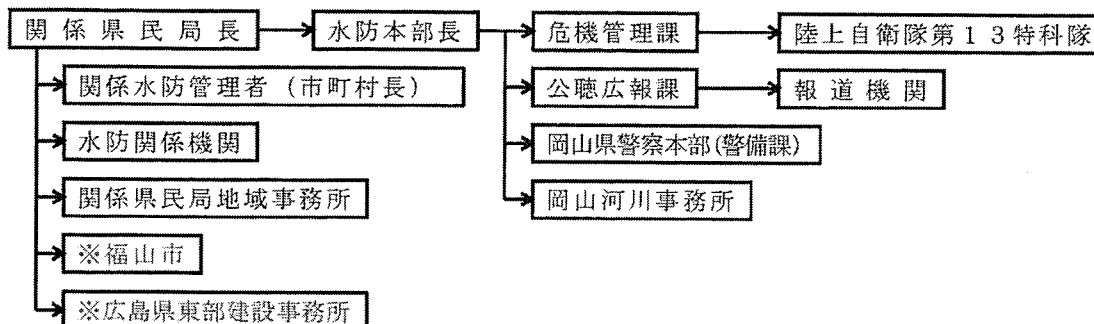 関係県民局長
水防本部長
危機管理課
陸上自衛隊第13特科隊
関係水防管理者(市町村長)
公聴広報課
報道機関
水防関係機関
岡山県警察本部(警備課)
関係県民局地域事務所
岡山河川事務所
※福山市
※広島県東部建設事務所